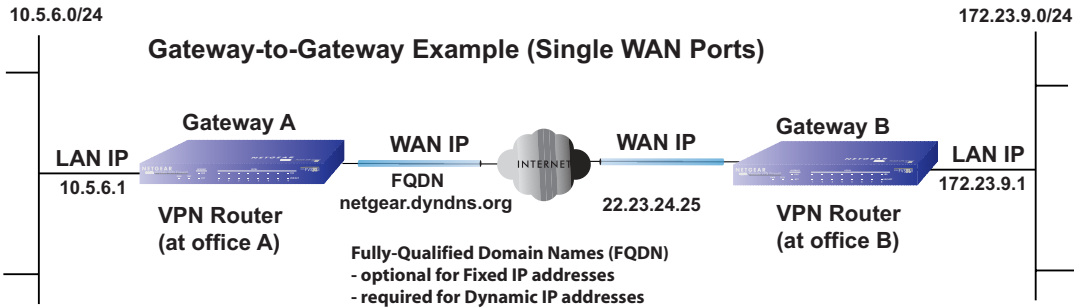 10.5.6.0/24
172.23.9.0/24
Gateway-to-Gateway Example (Single WAN Ports)
Gateway A
WAN IP
INTERNET
WAN IP
Gateway B
LAN IP
NETGEAR
NETGEAR
LAN IP
10.5.6.1
FQDN
netgear.dyndns.org
22.23.24.25
172.23.9.1
VPN Router
(at office A)
VPN Router
(at office B)
Fully-Qualified Domain Names (FQDN)
- optional for Fixed IP addresses
- required for Dynamic IP addresses